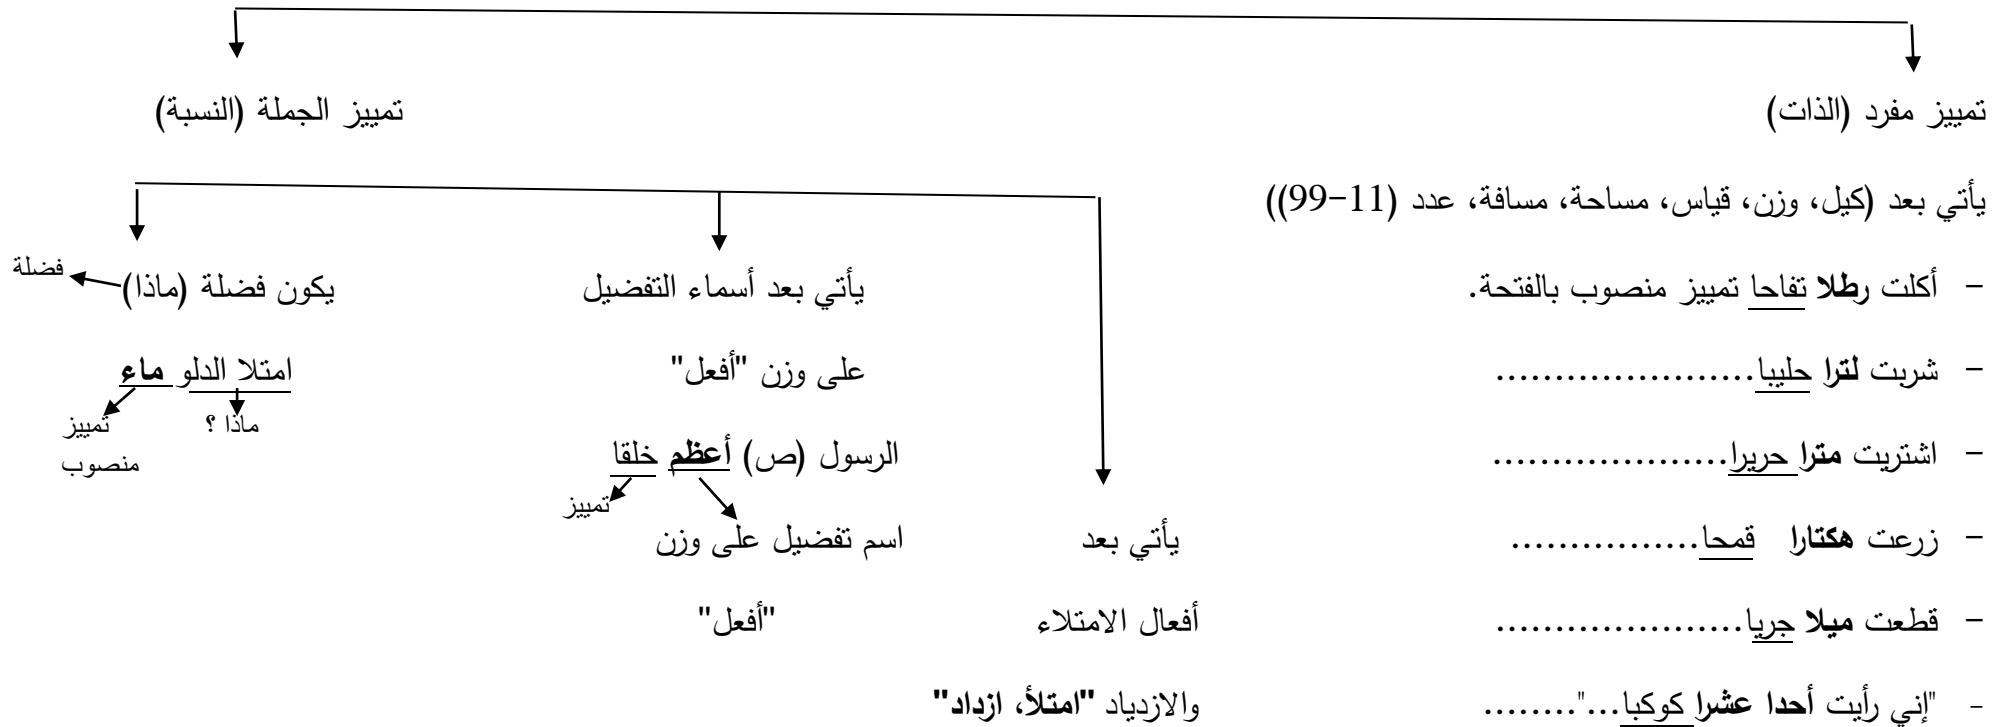 تمييز مفرد (الذات)
تمييز الجملة (النسبة)
يأتي بعد (كيل، وزن، قياس، مساحة، مسافة، عدد (11-99))
- أكلت رطلا تفاحا تمييز منصوب بالفتحة.
- شربت لترا حليبا......................
- اشتريت مترا حريرا....................
- زرعت هكتارا قمحا................
- قطعت ميلا جريا.....................
- "إني رأيت أحدا عشرا كوكبا..."........
يأتي بعد
أفعال الامتلاء
والازدياد "امتلأ، ازداد"
يأتي بعد أسماء التفضيل
على وزن "أفعل"
الرسول (ص) أعظم خلقا
تمييز
اسم تفضيل على وزن
"أفعل"
يكون فضلة (ماذا)
فضلة
امتلا الدلو ماء
ماذا ؟
تمييز
منصوب